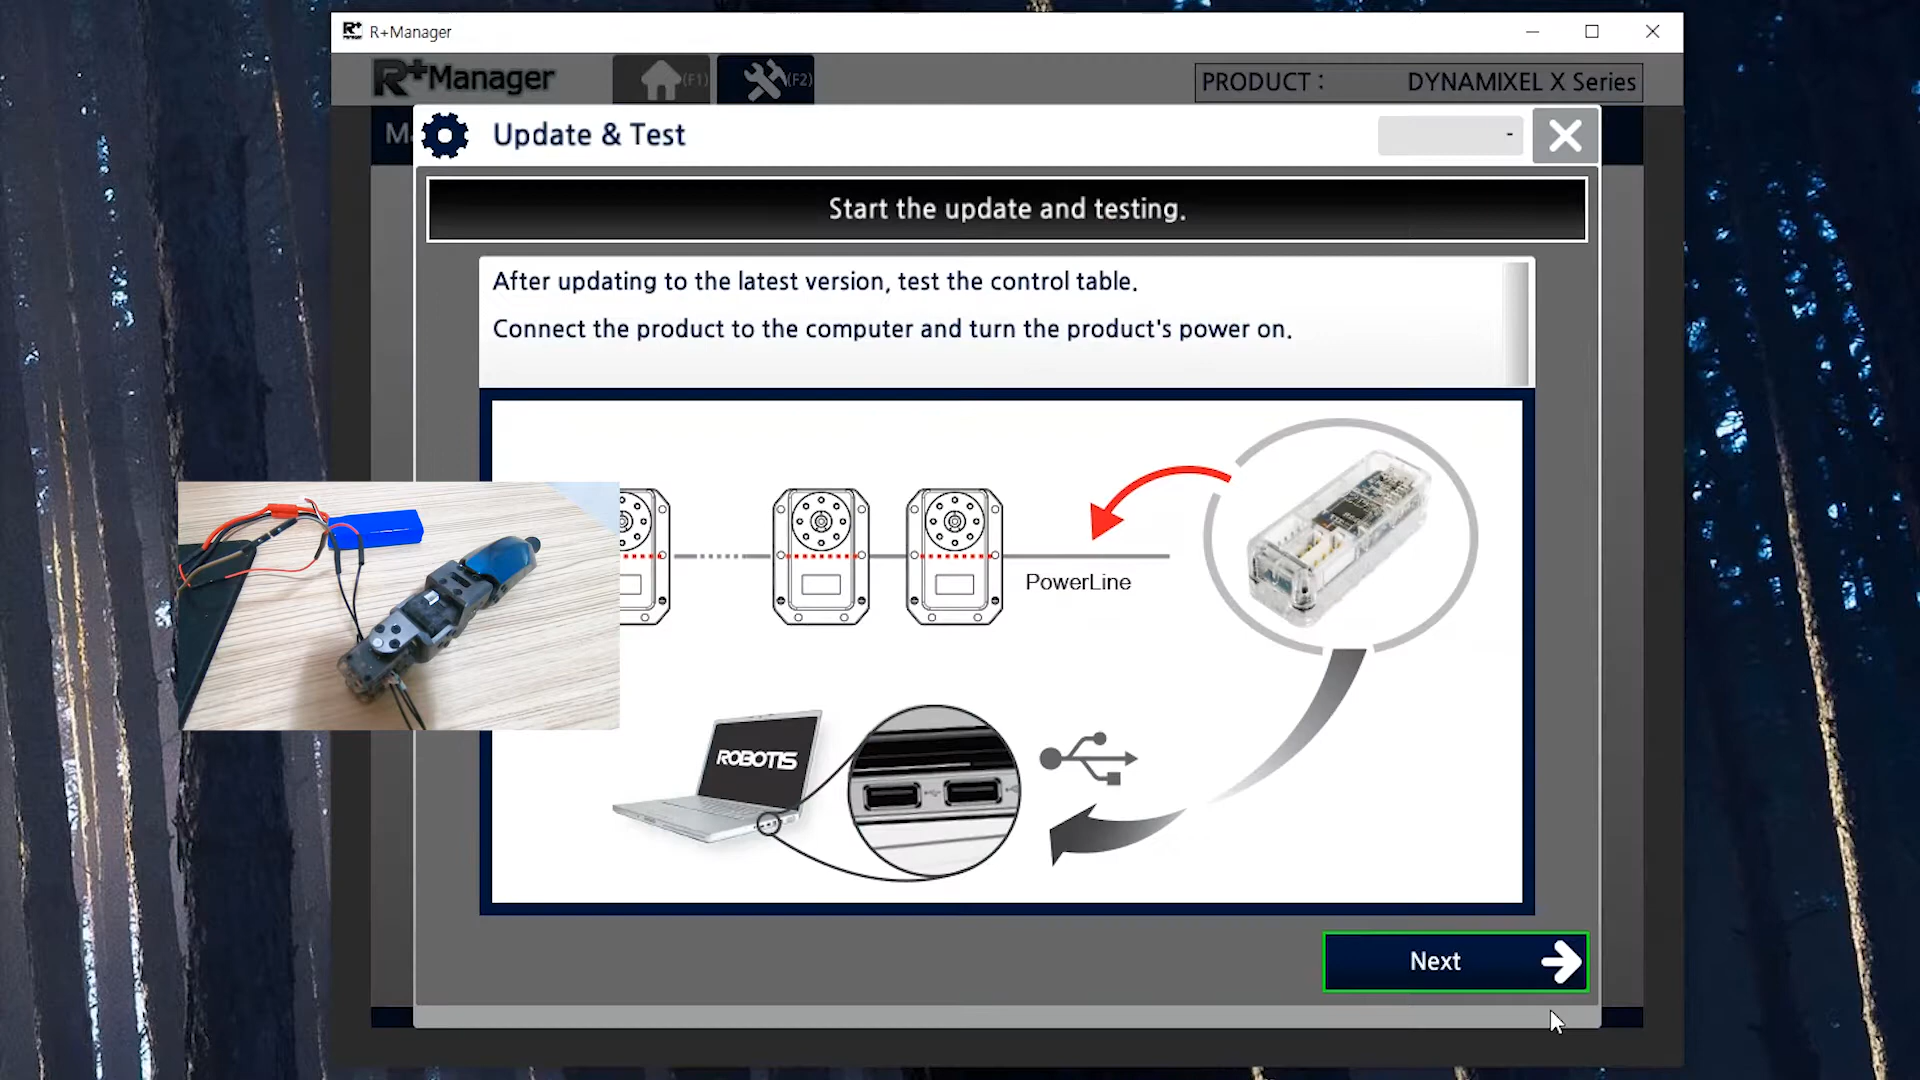 R+Manager
R+Manager
(F1)
(F2)
PRODUCT : DYNAMIXEL X Series
Update & Test
-
Start the update and testing.
After updating to the latest version, test the control table.
Connect the product to the computer and turn the product's power on.
PowerLine
ROBOTIS
Next